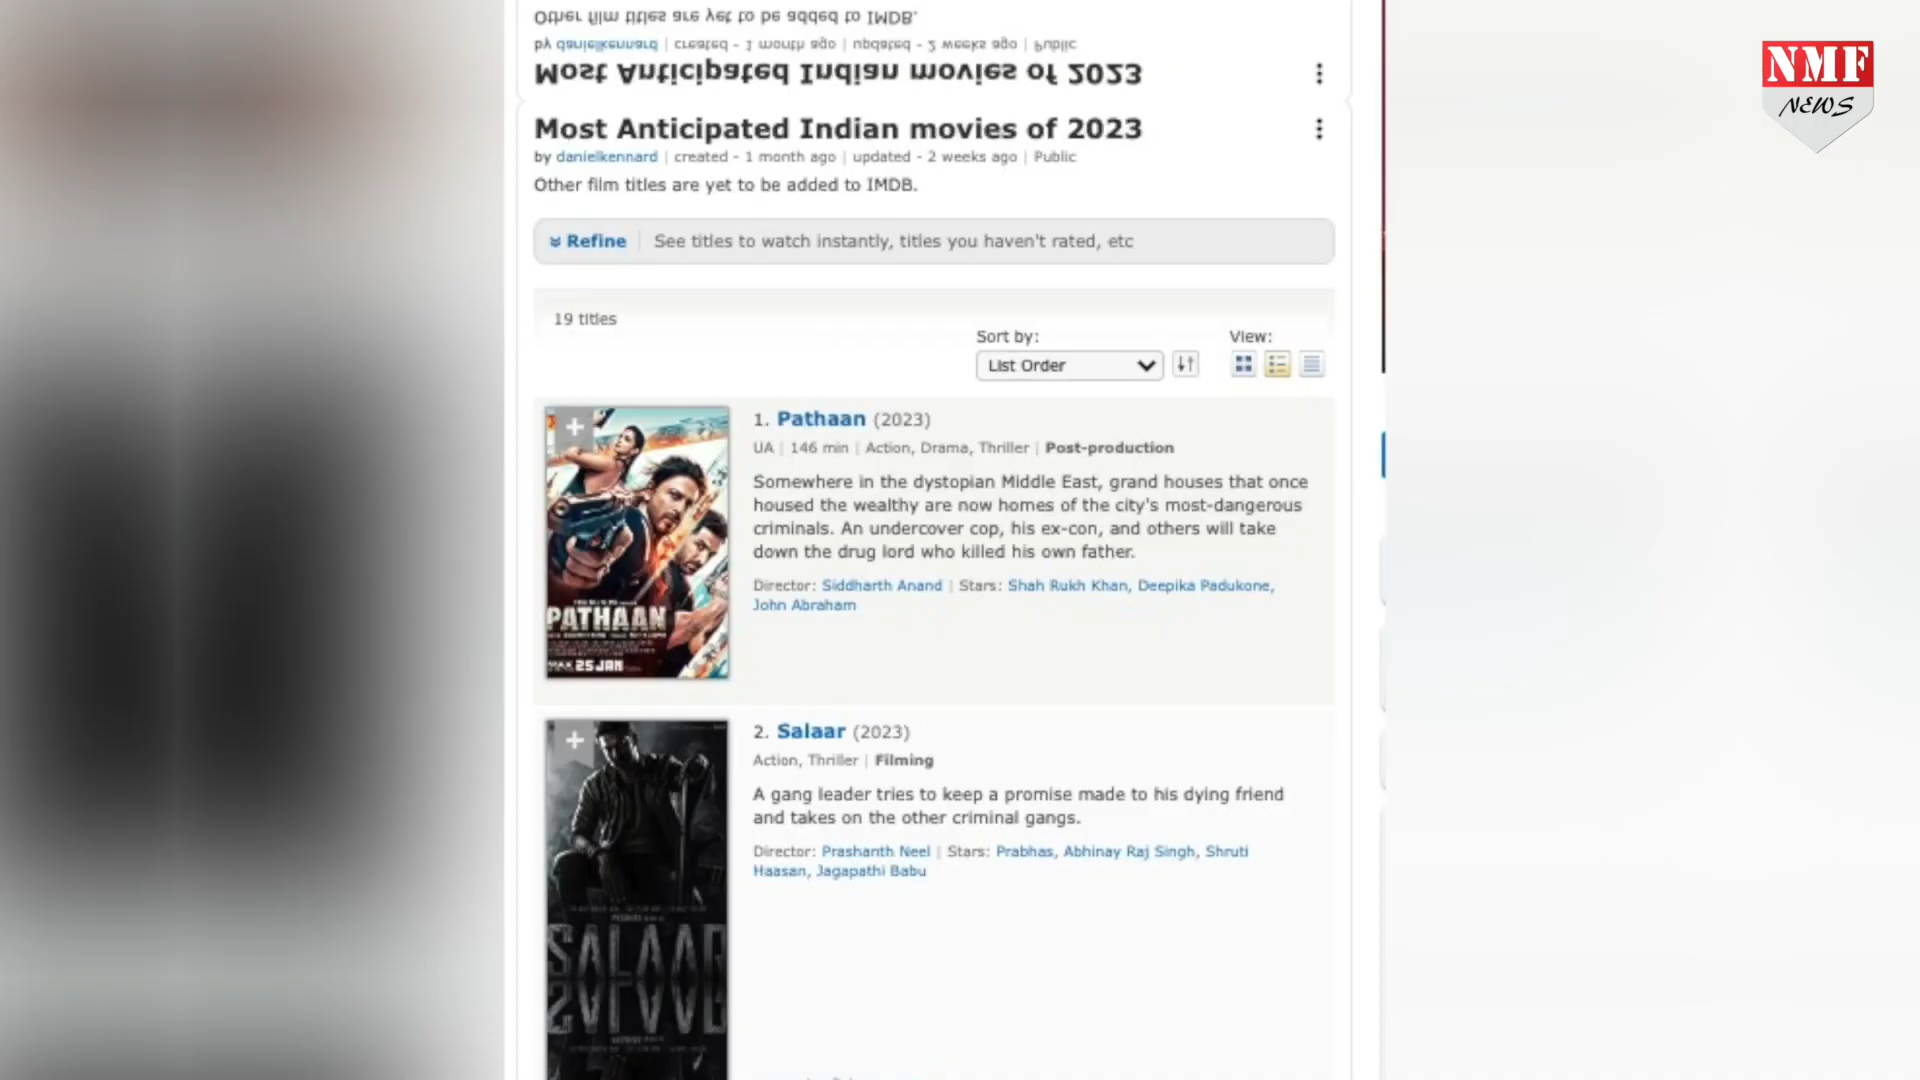 Other film titles are yet to be added to IMDB.
by danielkennard | created - 1 month ago | updated - 2 weeks ago | Public
Most Anticipated Indian movies of 2023
NMF
NEWS
Most Anticipated Indian movies of 2023
by danielkennard | created - 1 month ago | updated - 2 weeks ago | Public
Other film titles are yet to be added to IMDB.
Refine See titles to watch instantly, titles you haven't rated, etc
19 titles
Sort by: View:
List Order
1. Pathaan (2023)
UA | 146 min | Action, Drama, Thriller | Post-production
Somewhere in the dystopian Middle East, grand houses that once
housed the wealthy are now homes of the city's most-dangerous
criminals. An undercover cop, his ex-con, and others will take
down the drug lord who killed his own father.
Director: Siddharth Anand | Stars: Shah Rukh Khan, Deepika Padukone,
John Abraham
PATHAAN
25 JAN
2. Salaar (2023)
Action, Thriller | Filming
A gang leader tries to keep a promise made to his dying friend
and takes on the other criminal gangs.
Director: Prashanth Neel | Stars: Prabhas, Abhinay Raj Singh, Shruti
Haasan, Jagapathi Babu
SALAAR